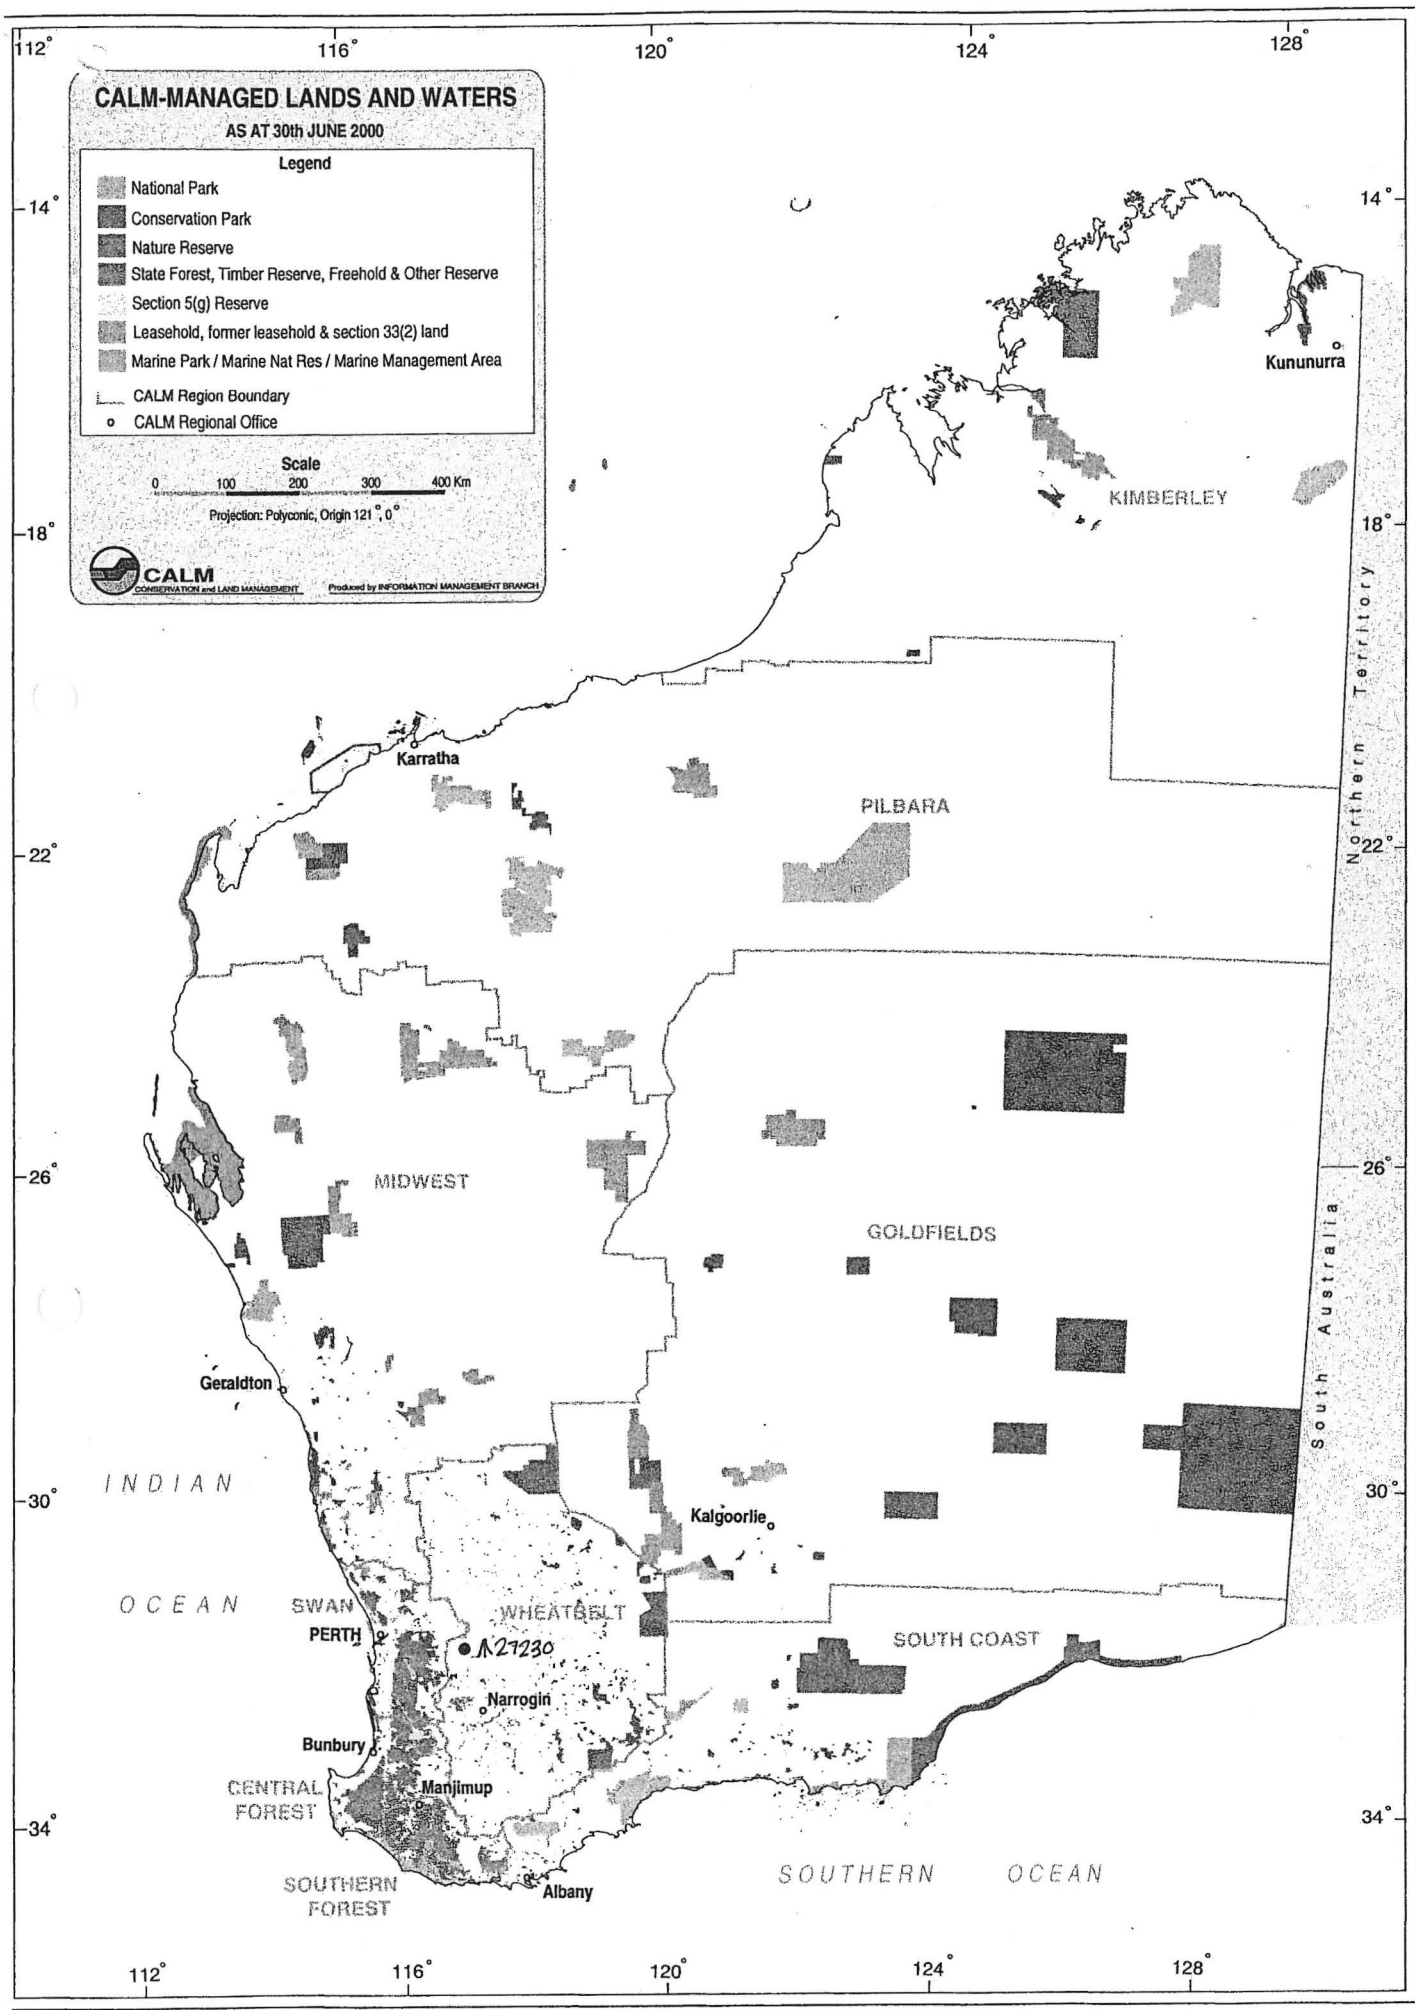 112° 116° 120° 124° 128°
CALM-MANAGED LANDS AND WATERS
AS AT 30th JUNE 2000
Legend
National Park
Conservation Park
Nature Reserve
State Forest, Timber Reserve, Freehold & Other Reserve
Section 5(g) Reserve
Leasehold, former leasehold & section 33(2) land
Marine Park / Marine Nat Res / Marine Management Area
CALM Region Boundary
CALM Regional Office
Scale
0 100 200 300 400 Km
Projection: Polyconic, Origin 121°, 0°
CALM
CONSERVATION and LAND MANAGEMENT
Produced by INFORMATION MANAGEMENT BRANCH
14° 14°
Kununurra
KIMBERLEY
18° 18°
Northern Territory
Karratha
PILBARA
22° 22°
26° 26°
MIDWEST
GOLDFIELDS
South Australia
Geraldton
INDIAN
30° 30°
Kalgoorlie
OCEAN
SWAN
WHEATBELT
PERTH
27230
SOUTH COAST
Narrogin
Bunbury
CENTRAL
FOREST
Manjimup
34° 34°
SOUTHERN OCEAN
SOUTHERN
FOREST
Albany
112° 116° 120° 124° 128°